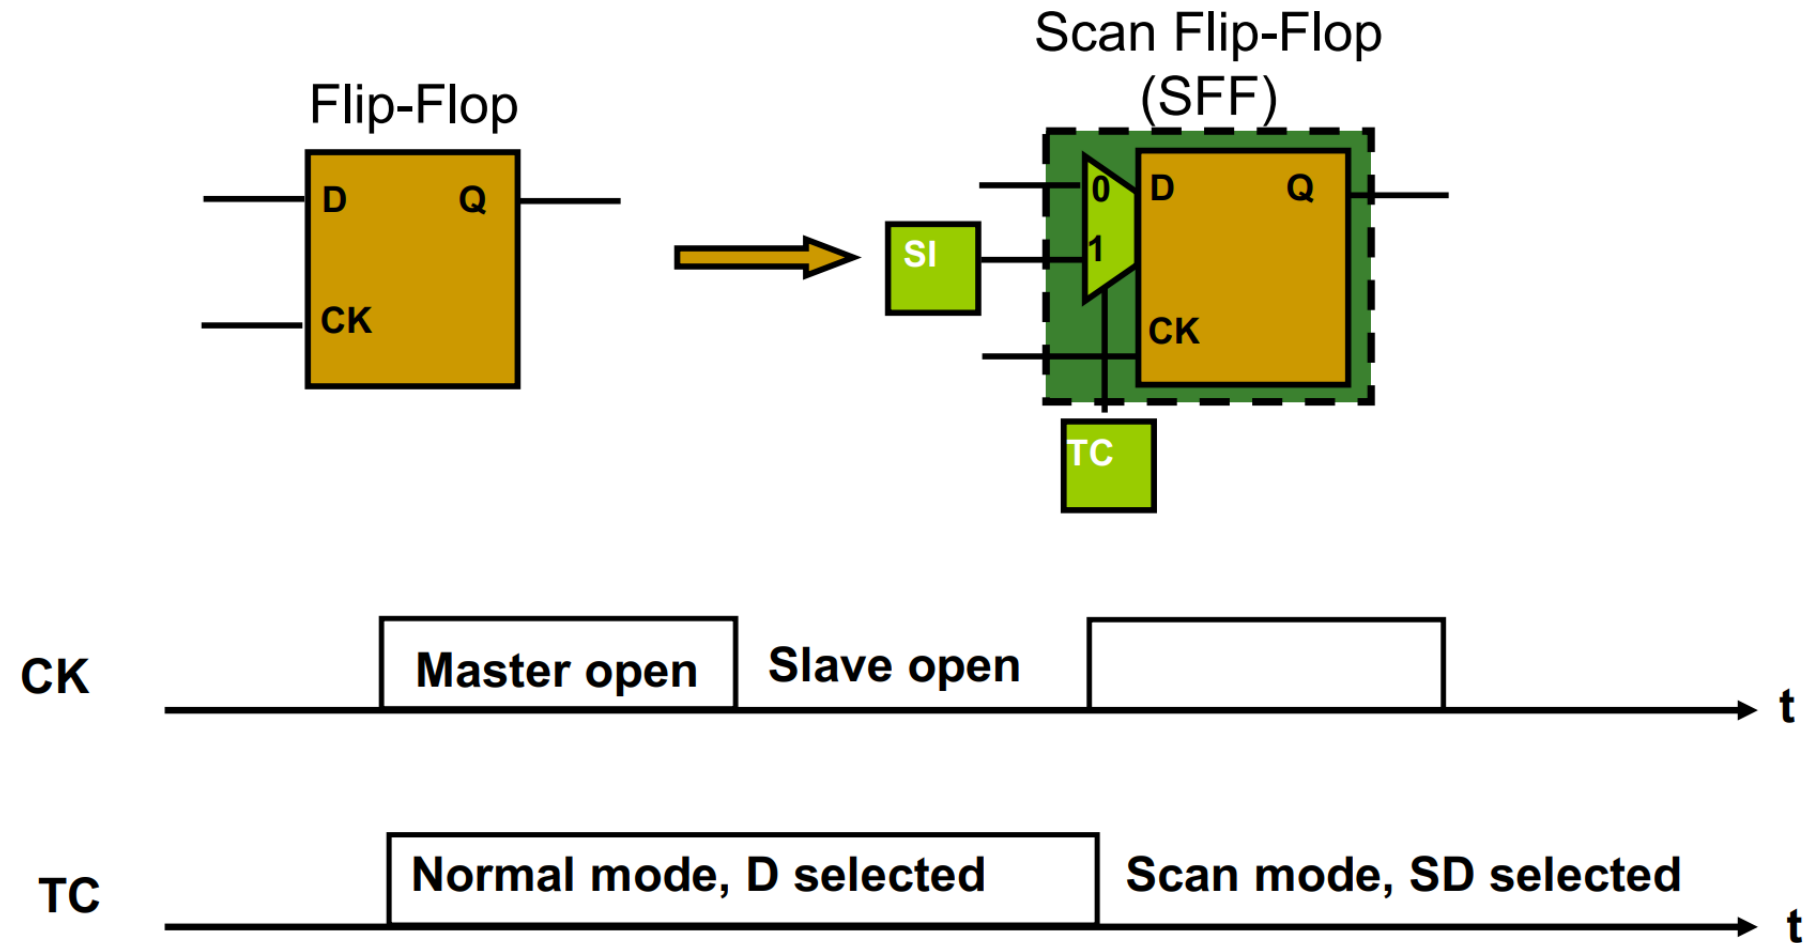 Flip-Flop
D
Q
CK
Scan Flip-Flop
(SFF)
0
1
D
Q
SI
CK
TC
CK
Master open
Slave open
t
TC
Normal mode, D selected
Scan mode, SD selected
t